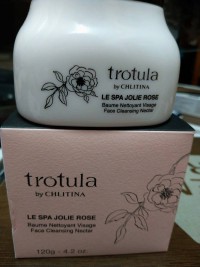 trotula
by CHLITINA
LE SPA JOLIE ROSE
Baume Nettoyant Visage
Face Cleansing Nectar
trotula
by CHLITINA
LE SPA JOLIE ROSE
Baume Nettoyant Visage
Face Cleansing Nectar
120g - 4.2 oz.